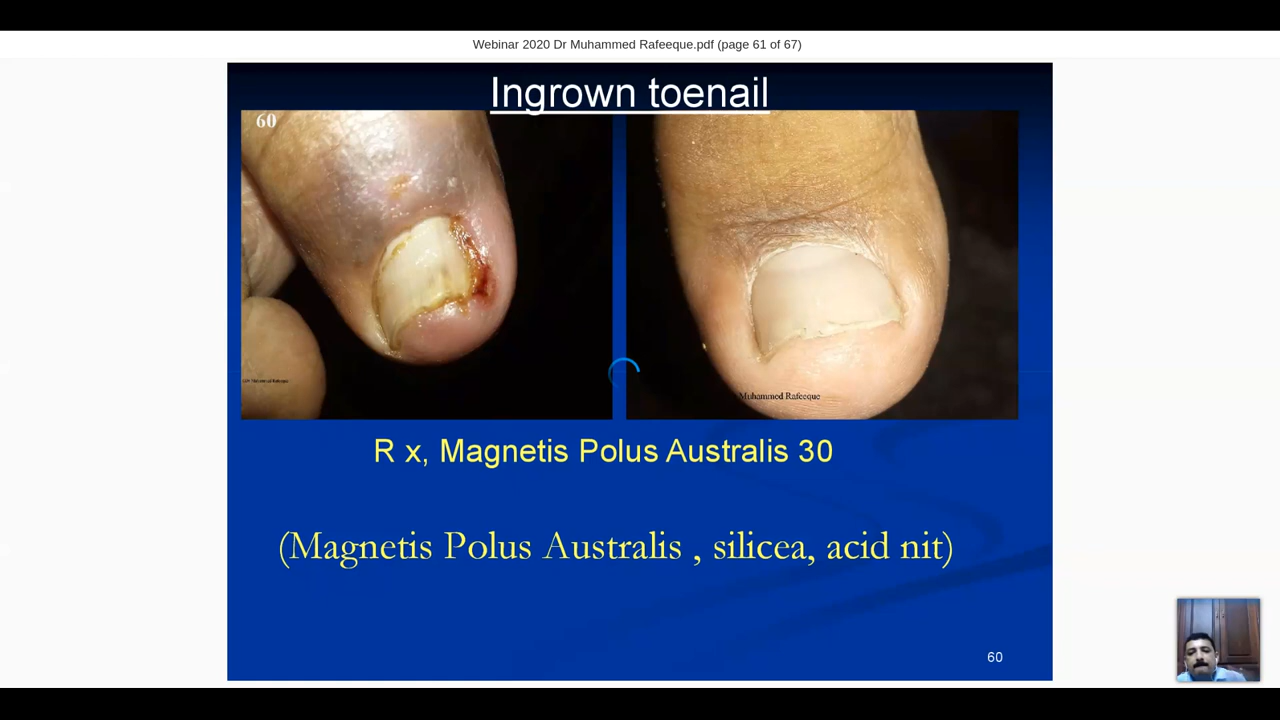 Webinar 2020 Dr Muhammed Rafeeque.pdf (page 61 of 67)
Ingrown toenail
60
Muhammed Rafeeque
R x, Magnetis Polus Australis 30
(Magnetis Polus Australis , silicea, acid nit)
60